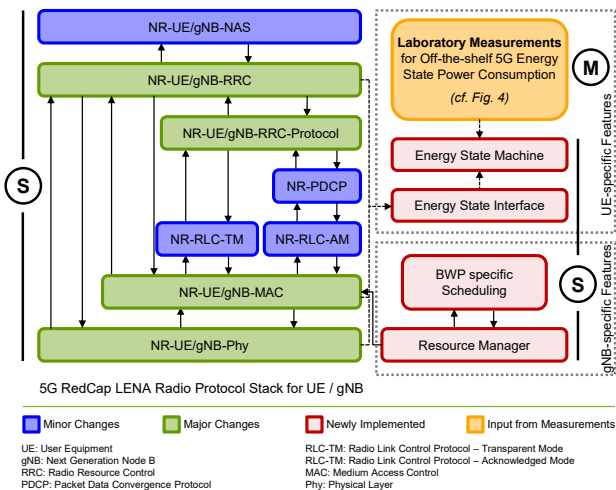 NR-UE/gNB-NAS
NR-UE/gNB-RRC
NR-UE/gNB-RRC-Protocol
NR-PDCP
NR-RLC-TM
NR-RLC-AM
NR-UE/gNB-MAC
NR-UE/gNB-Phy
S
Laboratory Measurements
for Off-the-shelf 5G Energy
State Power Consumption
(cf. Fig. 4)
M
Energy State Machine
Energy State Interface
UE-specific Features
BWP specific
Scheduling
Resource Manager
S
gNB-specific Features
5G RedCap LENA Radio Protocol Stack for UE / gNB
Minor Changes
Major Changes
Newly Implemented
Input from Measurements
UE: User Equipment
gNB: Next Generation Node B
RRC: Radio Resource Control
PDCP: Packet Data Convergence Protocol
RLC-TM: Radio Link Control Protocol – Transparent Mode
RLC-TM: Radio Link Control Protocol – Acknowledged Mode
MAC: Medium Access Control
Phy: Physical Layer